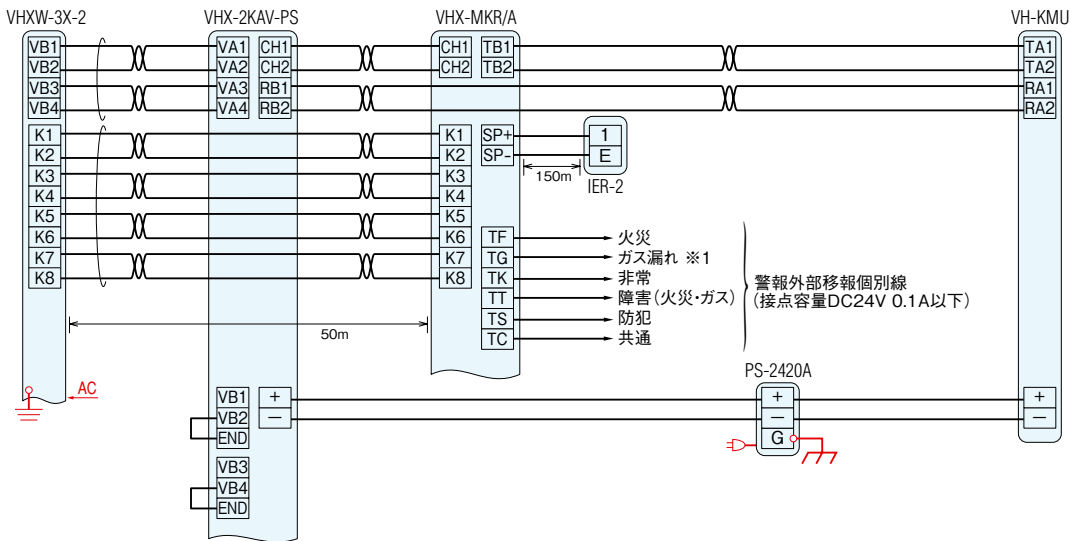 VHXW-3X-2
VHX-2KAV-PS
VHX-MKR/A
VH-KMU
VB1
VB2
VB3
VB4
K1
K2
K3
K4
K5
K6
K7
K8
AC
VA1
VA2
VA3
VA4
CH1
CH2
RB1
RB2
VB1
VB2
END
VB3
VB4
END
+
−
CH1
CH2
TB1
TB2
K1
K2
K3
K4
K5
K6
K7
K8
SP+
SP-
TF
TG
TK
TT
TS
TC
1
E
IER-2
150m
50m
火災
ガス漏れ ※1
非常
障害(火災・ガス)
防犯
共通
警報外部移報個別線
(接点容量DC24V 0.1A以下)
PS-2420A
+
−
G
TA1
TA2
RA1
RA2
+
−